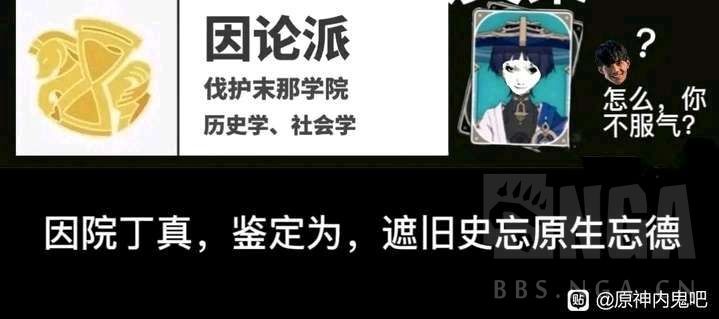 因论派
伐护末那学院
历史学、社会学
？
怎么，你
不服气？
因院丁真，鉴定为，遮旧史忘原生忘德
NGA
BBS.NGA.CN
贴 @原神内鬼吧